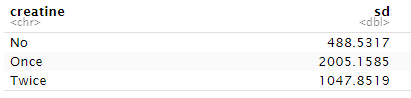 creatine sd
<chr> <dbl>
No 488.5317
Once 2005.1585
Twice 1047.8519